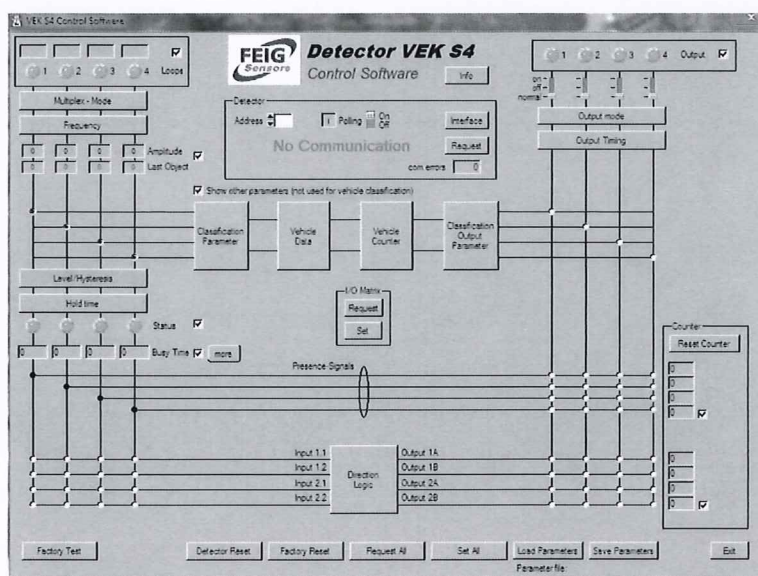 VEK S4 Control Software
1 2 3 4 Loops
FEIG
Sensors
Detector VEK S4
Control Software
Info
1 2 3 4 Output
on
off
normal
Multiplex - Mode
Frequency
Output mode
Output Timing
Detector
Address
i Polling On
Off
Interface
No Communication
Request
com errors 0
0 0 0 0 Amplitude
0 0 0 0 Last Object
Show other parameters (not used for vehicle classification)
Classification
Parameter
Vehicle
Data
Vehicle
Counter
Classification
Output
Parameter
Level/Hysteresis
Hold time
I/O Matrix
Request
Set
Status
0 0 0 0 Busy Time more
Counter
Reset Counter
0
0
0
0
Presence Signals
Input 1.1
Input 1.2
Input 2.1
Input 2.2
Direction
Logic
Output 1A
Output 1B
Output 2A
Output 2B
0
0
0
0
Factory Test
Detector Reset
Factory Reset
Request All
Set All
Load Parameters
Save Parameters
Exit
Parameter file: